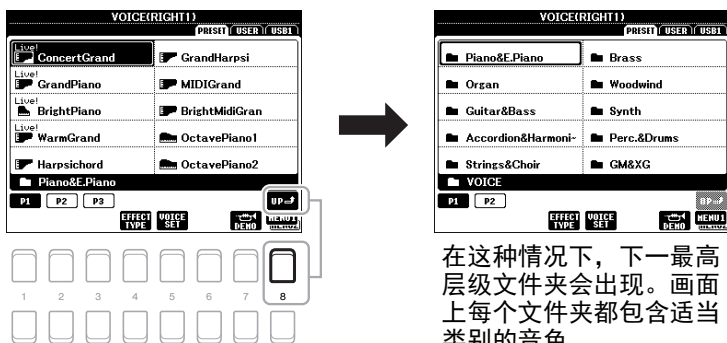 VOICE(RIGHT1)
PRESET USER USB1
Live! ConcertGrand GrandHarpsi
Live! GrandPiano MIDIGrand
Live! BrightPiano BrightMidiGran
Live! WarmGrand OctavePiano1
Harpsichord OctavePiano2
Piano&E.Piano
P1 P2 P3 UP
EFFECT TYPE VOICE SET DEMO MENU1 MENU2
1 2 3 4 5 6 7 8
VOICE(RIGHT1)
PRESET USER USB1
Piano&E.Piano Brass
Organ Woodwind
Guitar&Bass Synth
Accordion&Harmoni~ Perc.&Drums
Strings&Choir GM&XG
VOICE
P1 P2 UP
EFFECT TYPE VOICE SET DEMO MENU1 MENU2
在这种情况下，下一最高
层级文件夹会出现。画面
上每个文件夹都包含适当
类别的音色